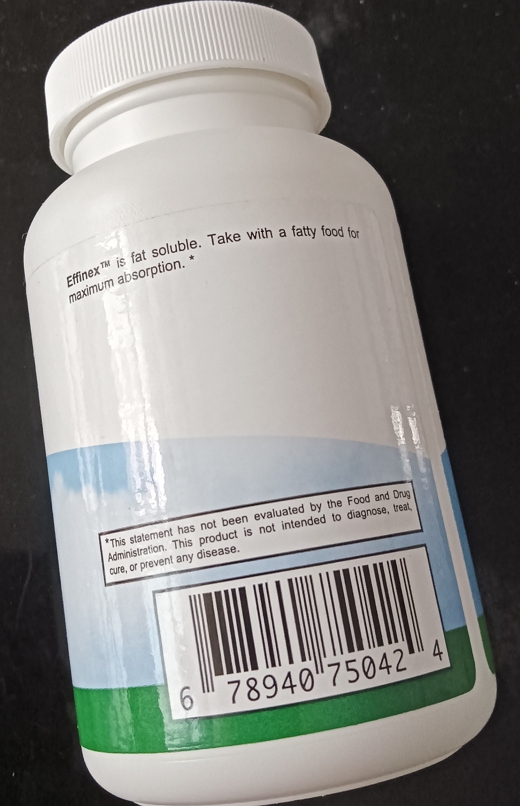 Effinex™ is fat soluble. Take with a fatty food for
maximum absorption. *
*This statement has not been evaluated by the Food and Drug
Administration. This product is not intended to diagnose, treat,
cure, or prevent any disease.
6 78940 75042 4